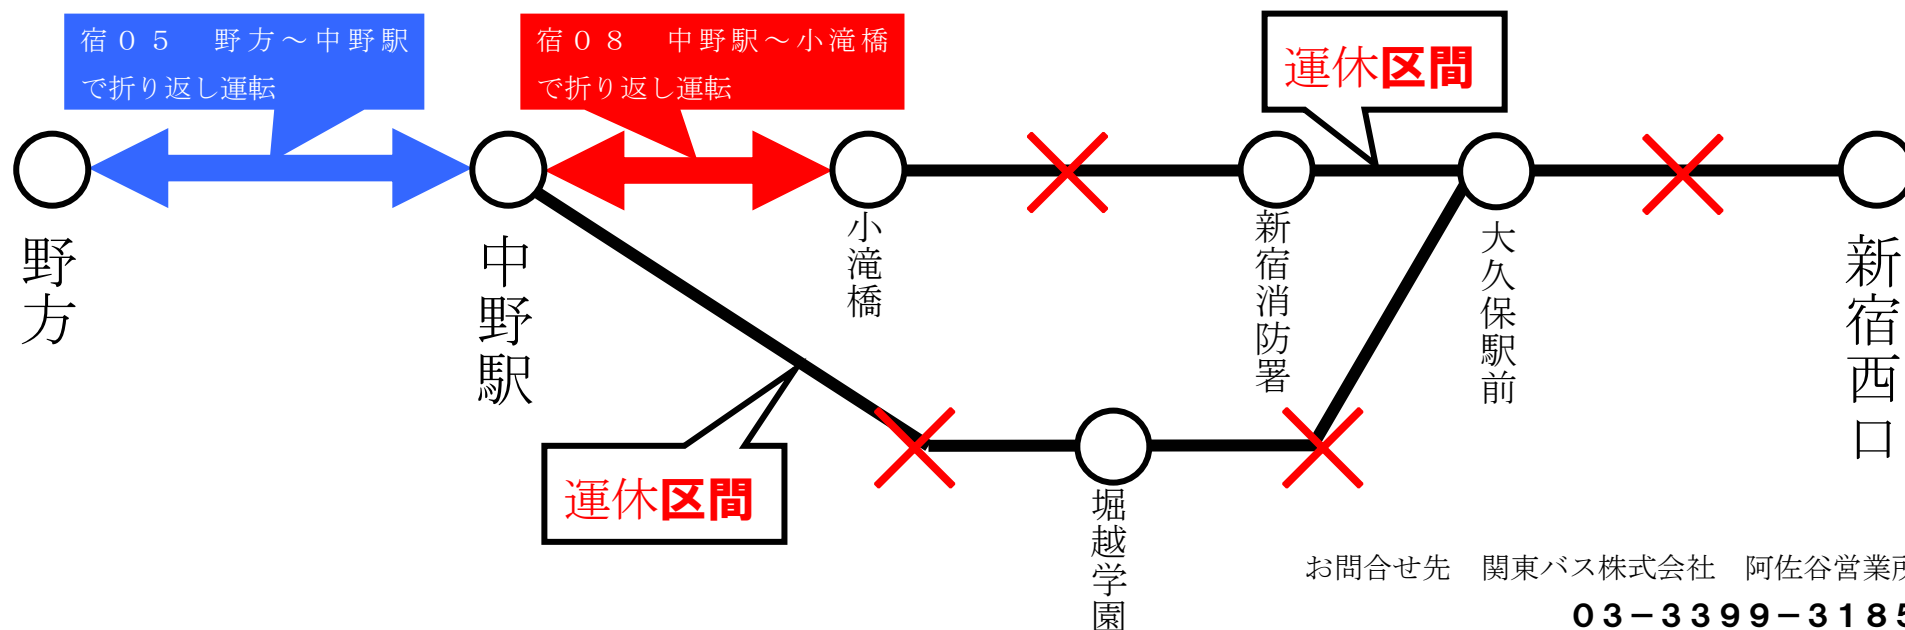 宿０５　野方～中野駅
で折り返し運転
宿０８　中野駅～小滝橋
で折り返し運転
運休区間
野方
中野駅
小滝橋
新宿消防署
大久保駅前
新宿西口
運休区間
堀越学園
お問合せ先　関東バス株式会社　阿佐谷営業所
０３－３３９９－３１８５